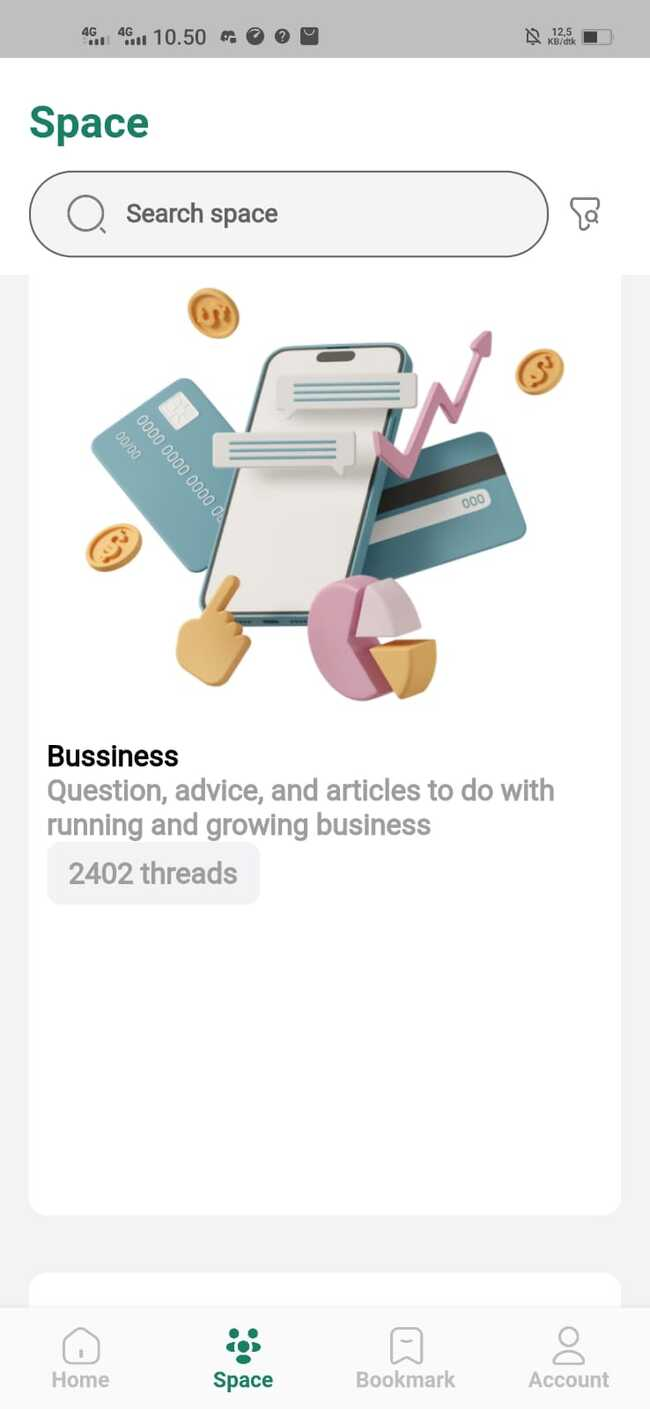 4G 4G 10.50 12,5 KB/dtk
Space
Search space
0000 0000 0000 00
00/00
000
Bussiness
Question, advice, and articles to do with
running and growing business
2402 threads
Home Space Bookmark Account